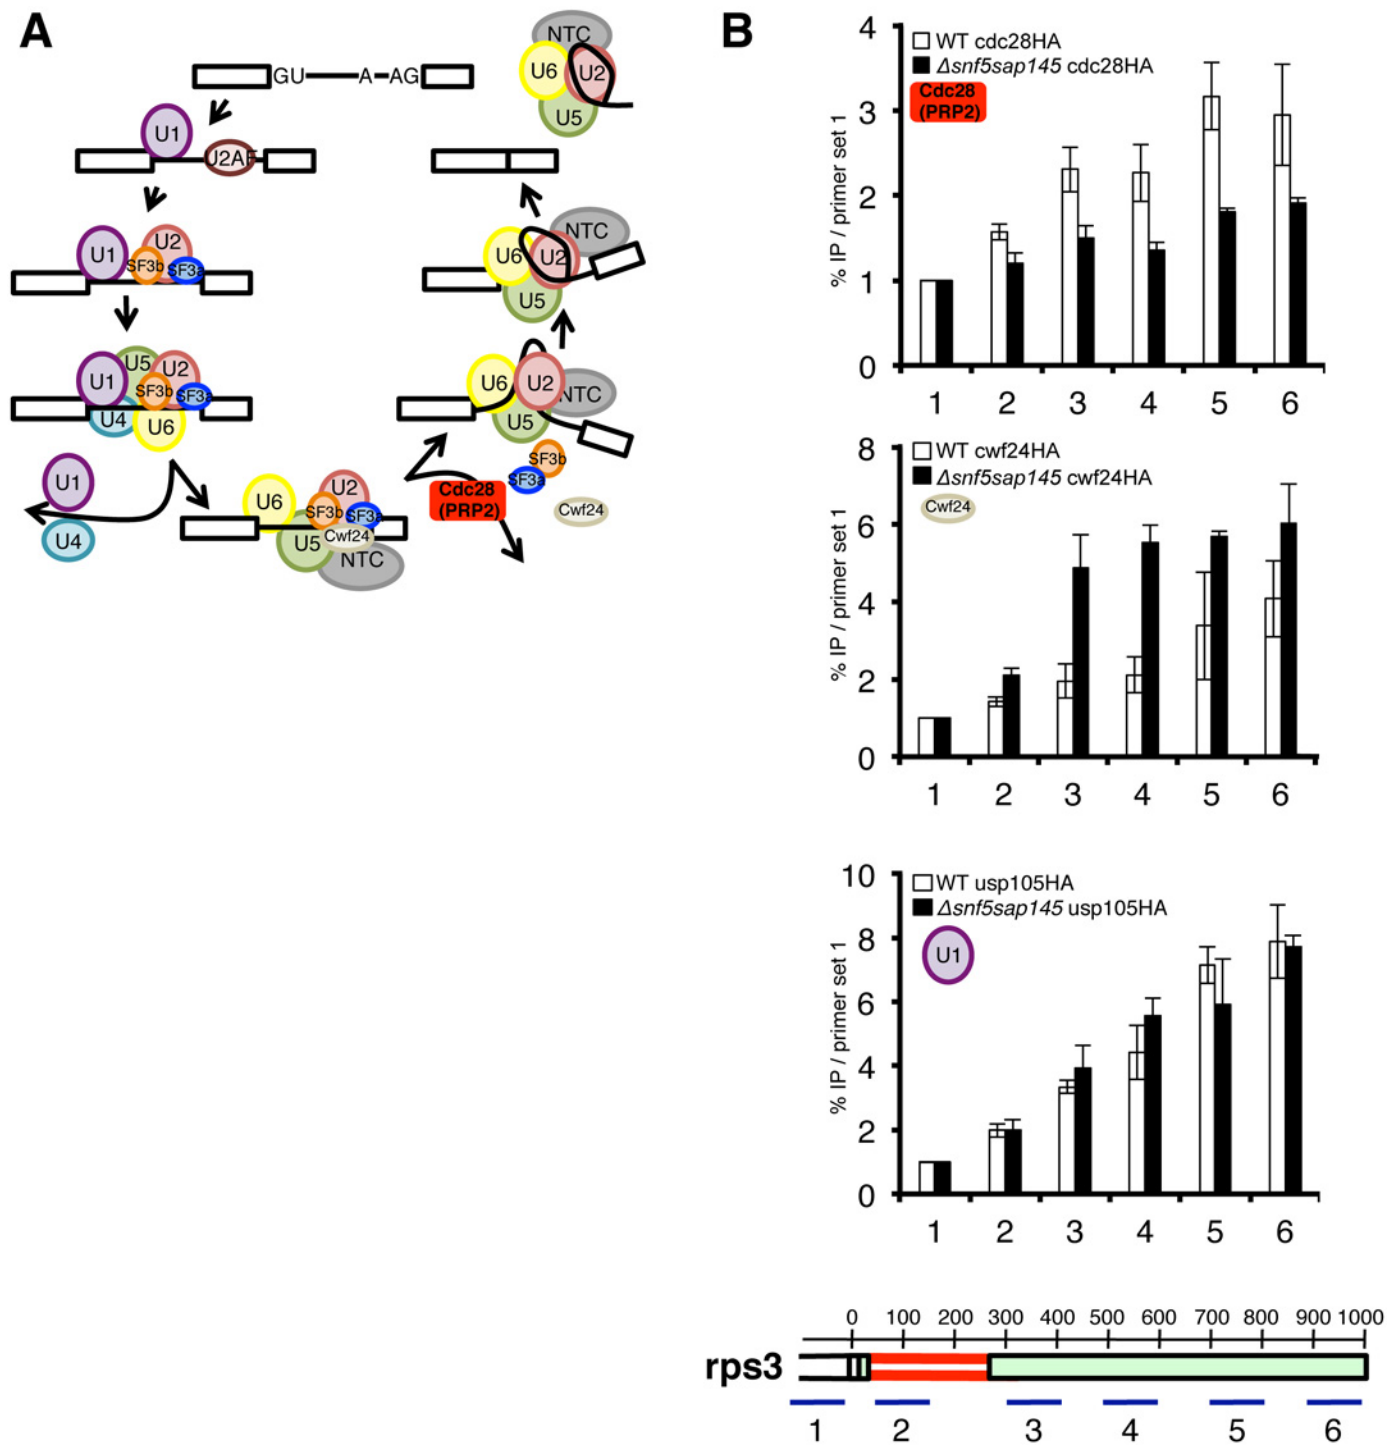 A
GU
A
AG
U1
U2AF
U1
U2
SF3b
SF3a
U1
U5
U2
SF3b
SF3a
U4
U6
U1
U4
U6
U2
SF3b
SF3a
U5
Cwf24
NTC
Cdc28
(PRP2)
SF3b
SF3a
Cwf24
U6
U2
NTC
U5
NTC
U6
U2
U5
NTC
U6
U2
U5
B
WT cdc28HA
Δsnf5sap145 cdc28HA
Cdc28
(PRP2)
% IP / primer set 1
4
3
2
1
0
1 2 3 4 5 6
WT cwf24HA
Δsnf5sap145 cwf24HA
Cwf24
% IP / primer set 1
8
6
4
2
0
1 2 3 4 5 6
WT usp105HA
Δsnf5sap145 usp105HA
U1
% IP / primer set 1
10
8
6
4
2
0
1 2 3 4 5 6
0 100 200 300 400 500 600 700 800 900 1000
rps3
1 2 3 4 5 6